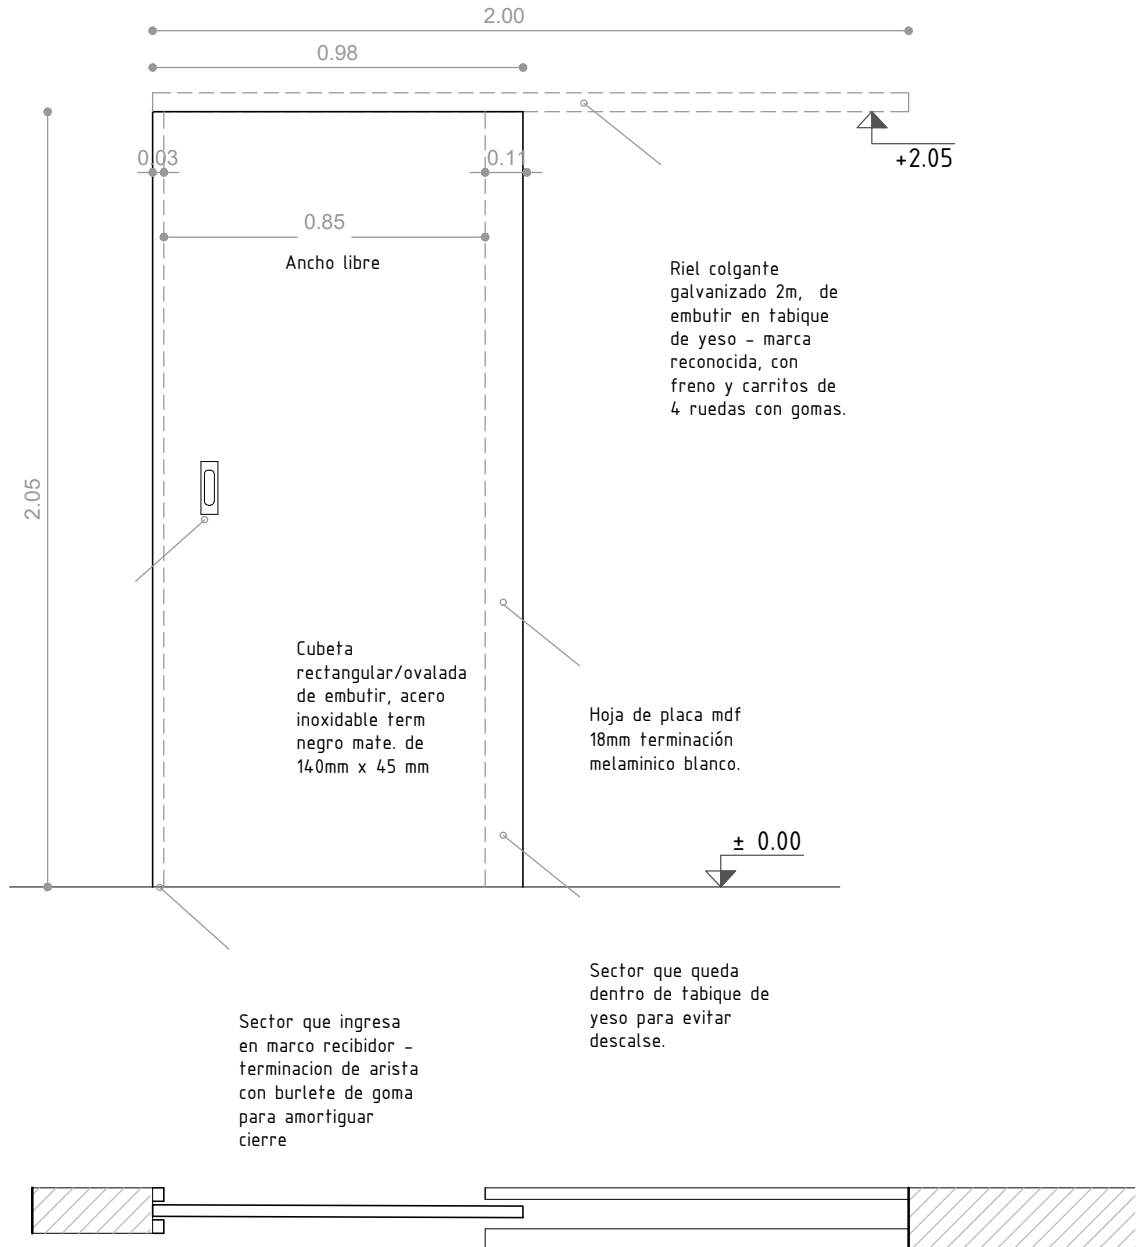 2.00
0.98
+2.05
0.03
0.11
0.85
Ancho libre
Riel colgante
galvanizado 2m, de
embutir en tabique
de yeso - marca
reconocida, con
freno y carritos de
4 ruedas con gomas.
2.05
Cubeta
rectangular/ovalada
de embutir, acero
inoxidable term
negro mate. de
140mm x 45 mm
Hoja de placa mdf
18mm terminación
melaminico blanco.
± 0.00
Sector que queda
dentro de tabique de
yeso para evitar
descalse.
Sector que ingresa
en marco recibidor -
terminacion de arista
con burlete de goma
para amortiguar
cierre